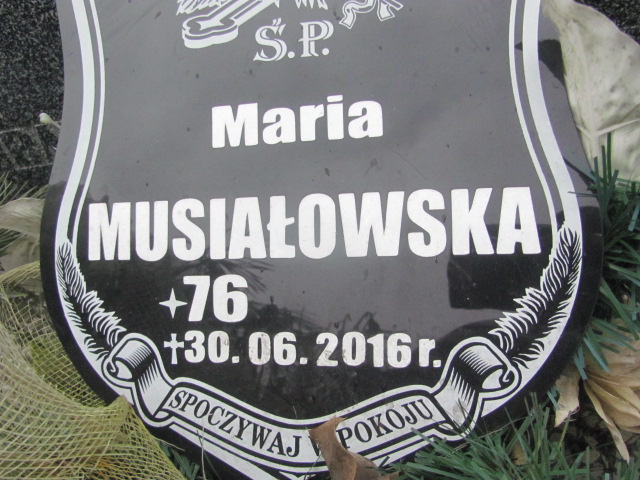 Ś.P.
Maria
MUSIAŁOWSKA
+76
†30.06.2016 r.
SPOCZYWAJ W POKOJU